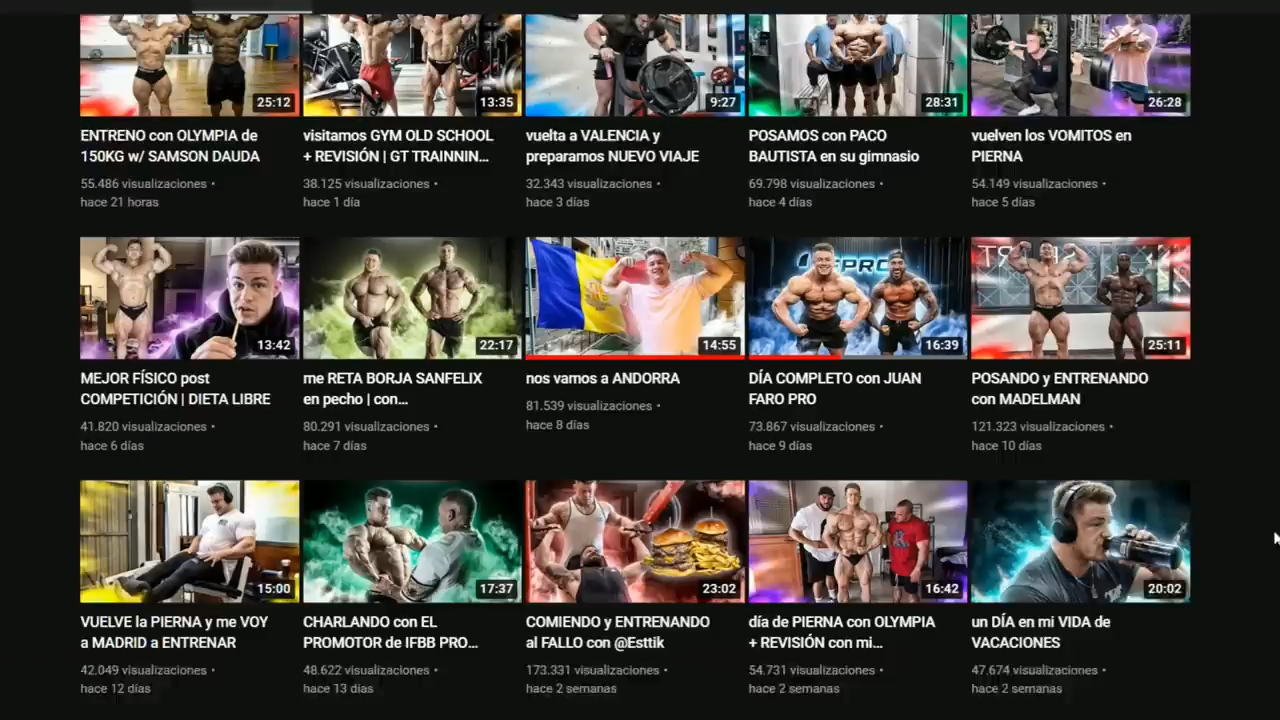 25:12
13:35
9:27
28:31
26:28
ENTRENO con OLYMPIA de
150KG w/ SAMSON DAUDA
55.486 visualizaciones •
hace 21 horas
visitamos GYM OLD SCHOOL
+ REVISIÓN | GT TRAINNIN...
38.125 visualizaciones •
hace 1 día
vuelta a VALENCIA y
preparamos NUEVO VIAJE
32.343 visualizaciones •
hace 3 días
POSAMOS con PACO
BAUTISTA en su gimnasio
69.798 visualizaciones •
hace 4 días
vuelven los VOMITOS en
PIERNA
54.149 visualizaciones •
hace 5 días
13:42
22:17
14:55
PRO
16:39
25:11
MEJOR FÍSICO post
COMPETICIÓN | DIETA LIBRE
41.820 visualizaciones •
hace 6 días
me RETA BORJA SANFELIX
en pecho | con...
80.291 visualizaciones •
hace 7 días
nos vamos a ANDORRA
81.539 visualizaciones •
hace 8 días
DÍA COMPLETO con JUAN
FARO PRO
73.867 visualizaciones •
hace 9 días
POSANDO y ENTRENANDO
con MADELMAN
121.323 visualizaciones •
hace 10 días
15:00
17:37
23:02
16:42
20:02
VUELVE la PIERNA y me VOY
a MADRID a ENTRENAR
42.049 visualizaciones •
hace 12 días
CHARLANDO con EL
PROMOTOR de IFBB PRO...
48.622 visualizaciones •
hace 13 días
COMIENDO y ENTRENANDO
al FALLO con @Esttik
173.331 visualizaciones •
hace 2 semanas
día de PIERNA con OLYMPIA
+ REVISIÓN con mi...
54.731 visualizaciones •
hace 2 semanas
un DÍA en mi VIDA de
VACACIONES
47.674 visualizaciones •
hace 2 semanas